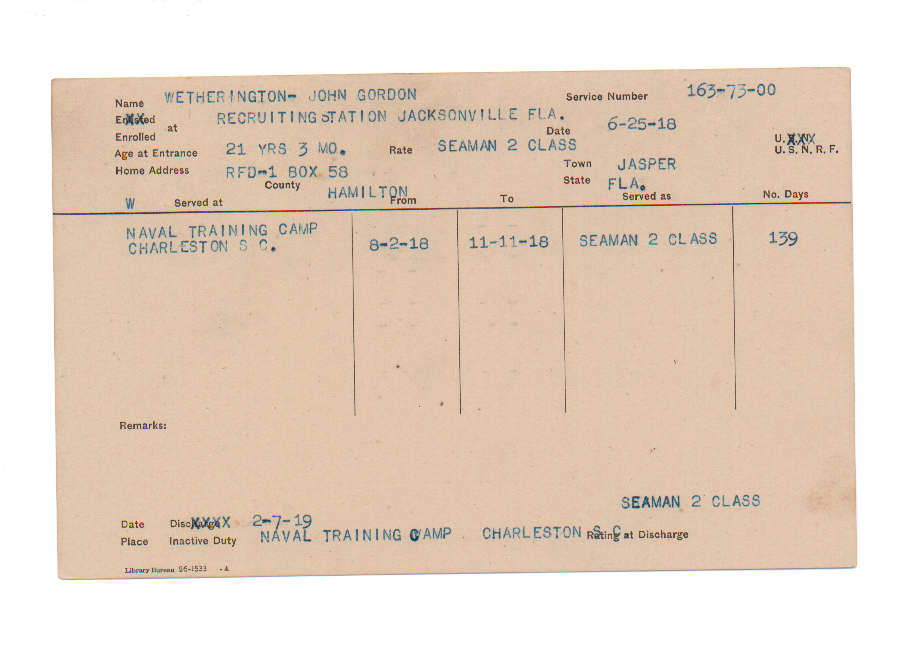 Name WETHERINGTON- JOHN GORDON Service Number 163-73-00
Enlisted at RECRUITING STATION JACKSONVILLE FLA.
Enrolled Date 6-25-18
Age at Entrance 21 YRS 3 MO. Rate SEAMAN 2 CLASS U.S.N.
U.S.N.R.F.
Home Address RFD-1 BOX 58 Town JASPER
County HAMILTON State FLA.
W Served at From To Served as No. Days
NAVAL TRAINING CAMP
CHARLESTON S C. 8-2-18 11-11-18 SEAMAN 2 CLASS 139
Remarks:
SEAMAN 2 CLASS
Date Discharge 2-7-19
Place Inactive Duty NAVAL TRAINING CAMP CHARLESTON S C Rating at Discharge
Library Bureau 96-1533 -A